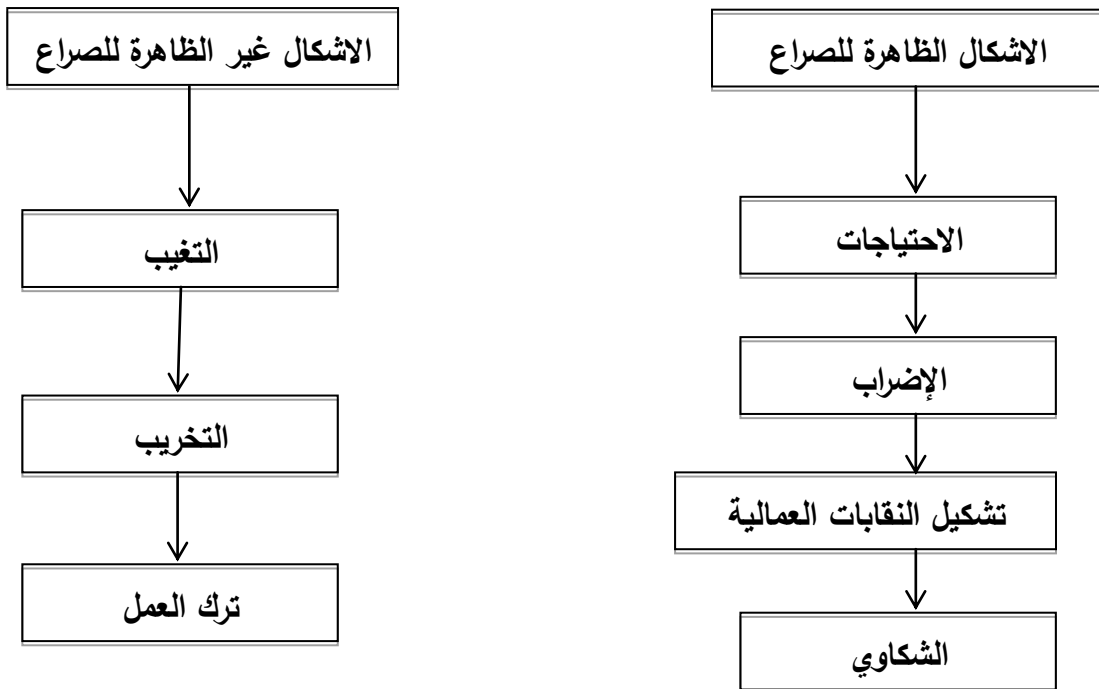 الاشكال الظاهرة للصراع
الاحتياجات
الإضراب
تشكيل النقابات العمالية
الشكاوي
الاشكال غير الظاهرة للصراع
التغيب
التخريب
ترك العمل